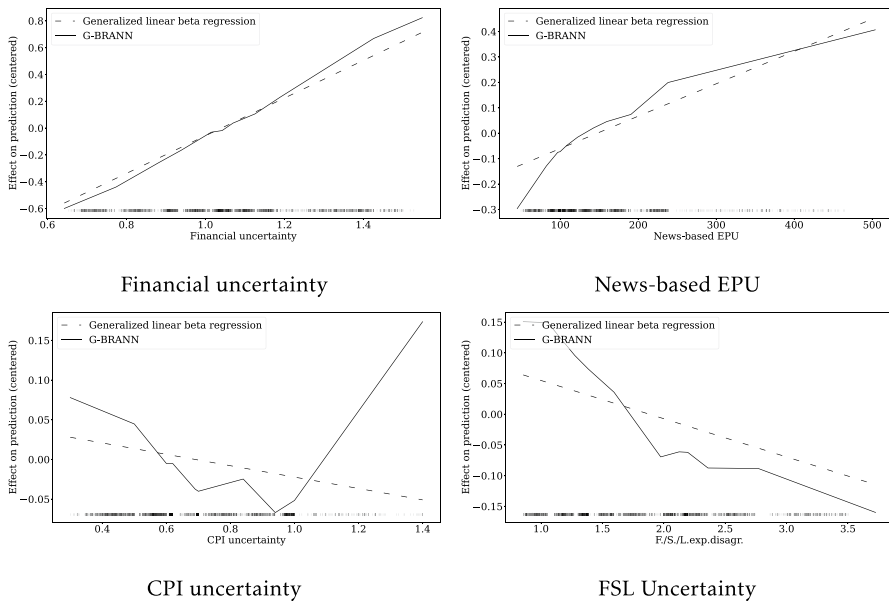 Effect on prediction (centered)
0.8
0.6
0.4
0.2
0.0
−0.2
−0.4
−0.6
Generalized linear beta regression
G-BRANN
0.6 0.8 1.0 1.2 1.4
Financial uncertainty
Financial uncertainty
Effect on prediction (centered)
0.4
0.3
0.2
0.1
0.0
−0.1
−0.2
−0.3
Generalized linear beta regression
G-BRANN
100 200 300 400 500
News-based EPU
News-based EPU
Effect on prediction (centered)
0.15
0.10
0.05
0.00
−0.05
Generalized linear beta regression
G-BRANN
0.4 0.6 0.8 1.0 1.2 1.4
CPI uncertainty
CPI uncertainty
Effect on prediction (centered)
0.15
0.10
0.05
0.00
−0.05
−0.10
−0.15
Generalized linear beta regression
G-BRANN
1.0 1.5 2.0 2.5 3.0 3.5
F./S./L.exp.disagr.
FSL Uncertainty